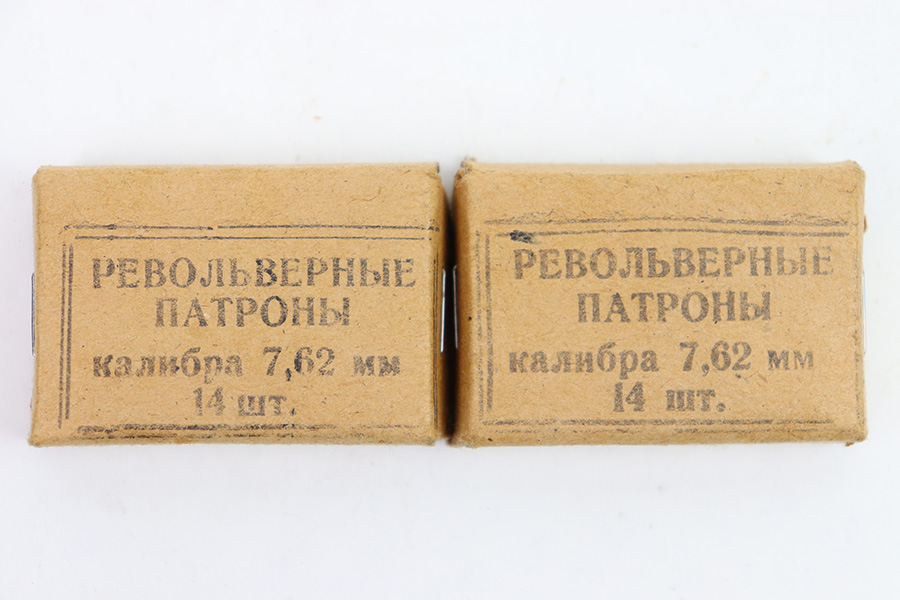 РЕВОЛЬВЕРНЫЕ
ПАТРОНЫ
калибра 7,62 мм
14 шт.
РЕВОЛЬВЕРНЫЕ
ПАТРОНЫ
калибра 7,62 мм
14 шт.